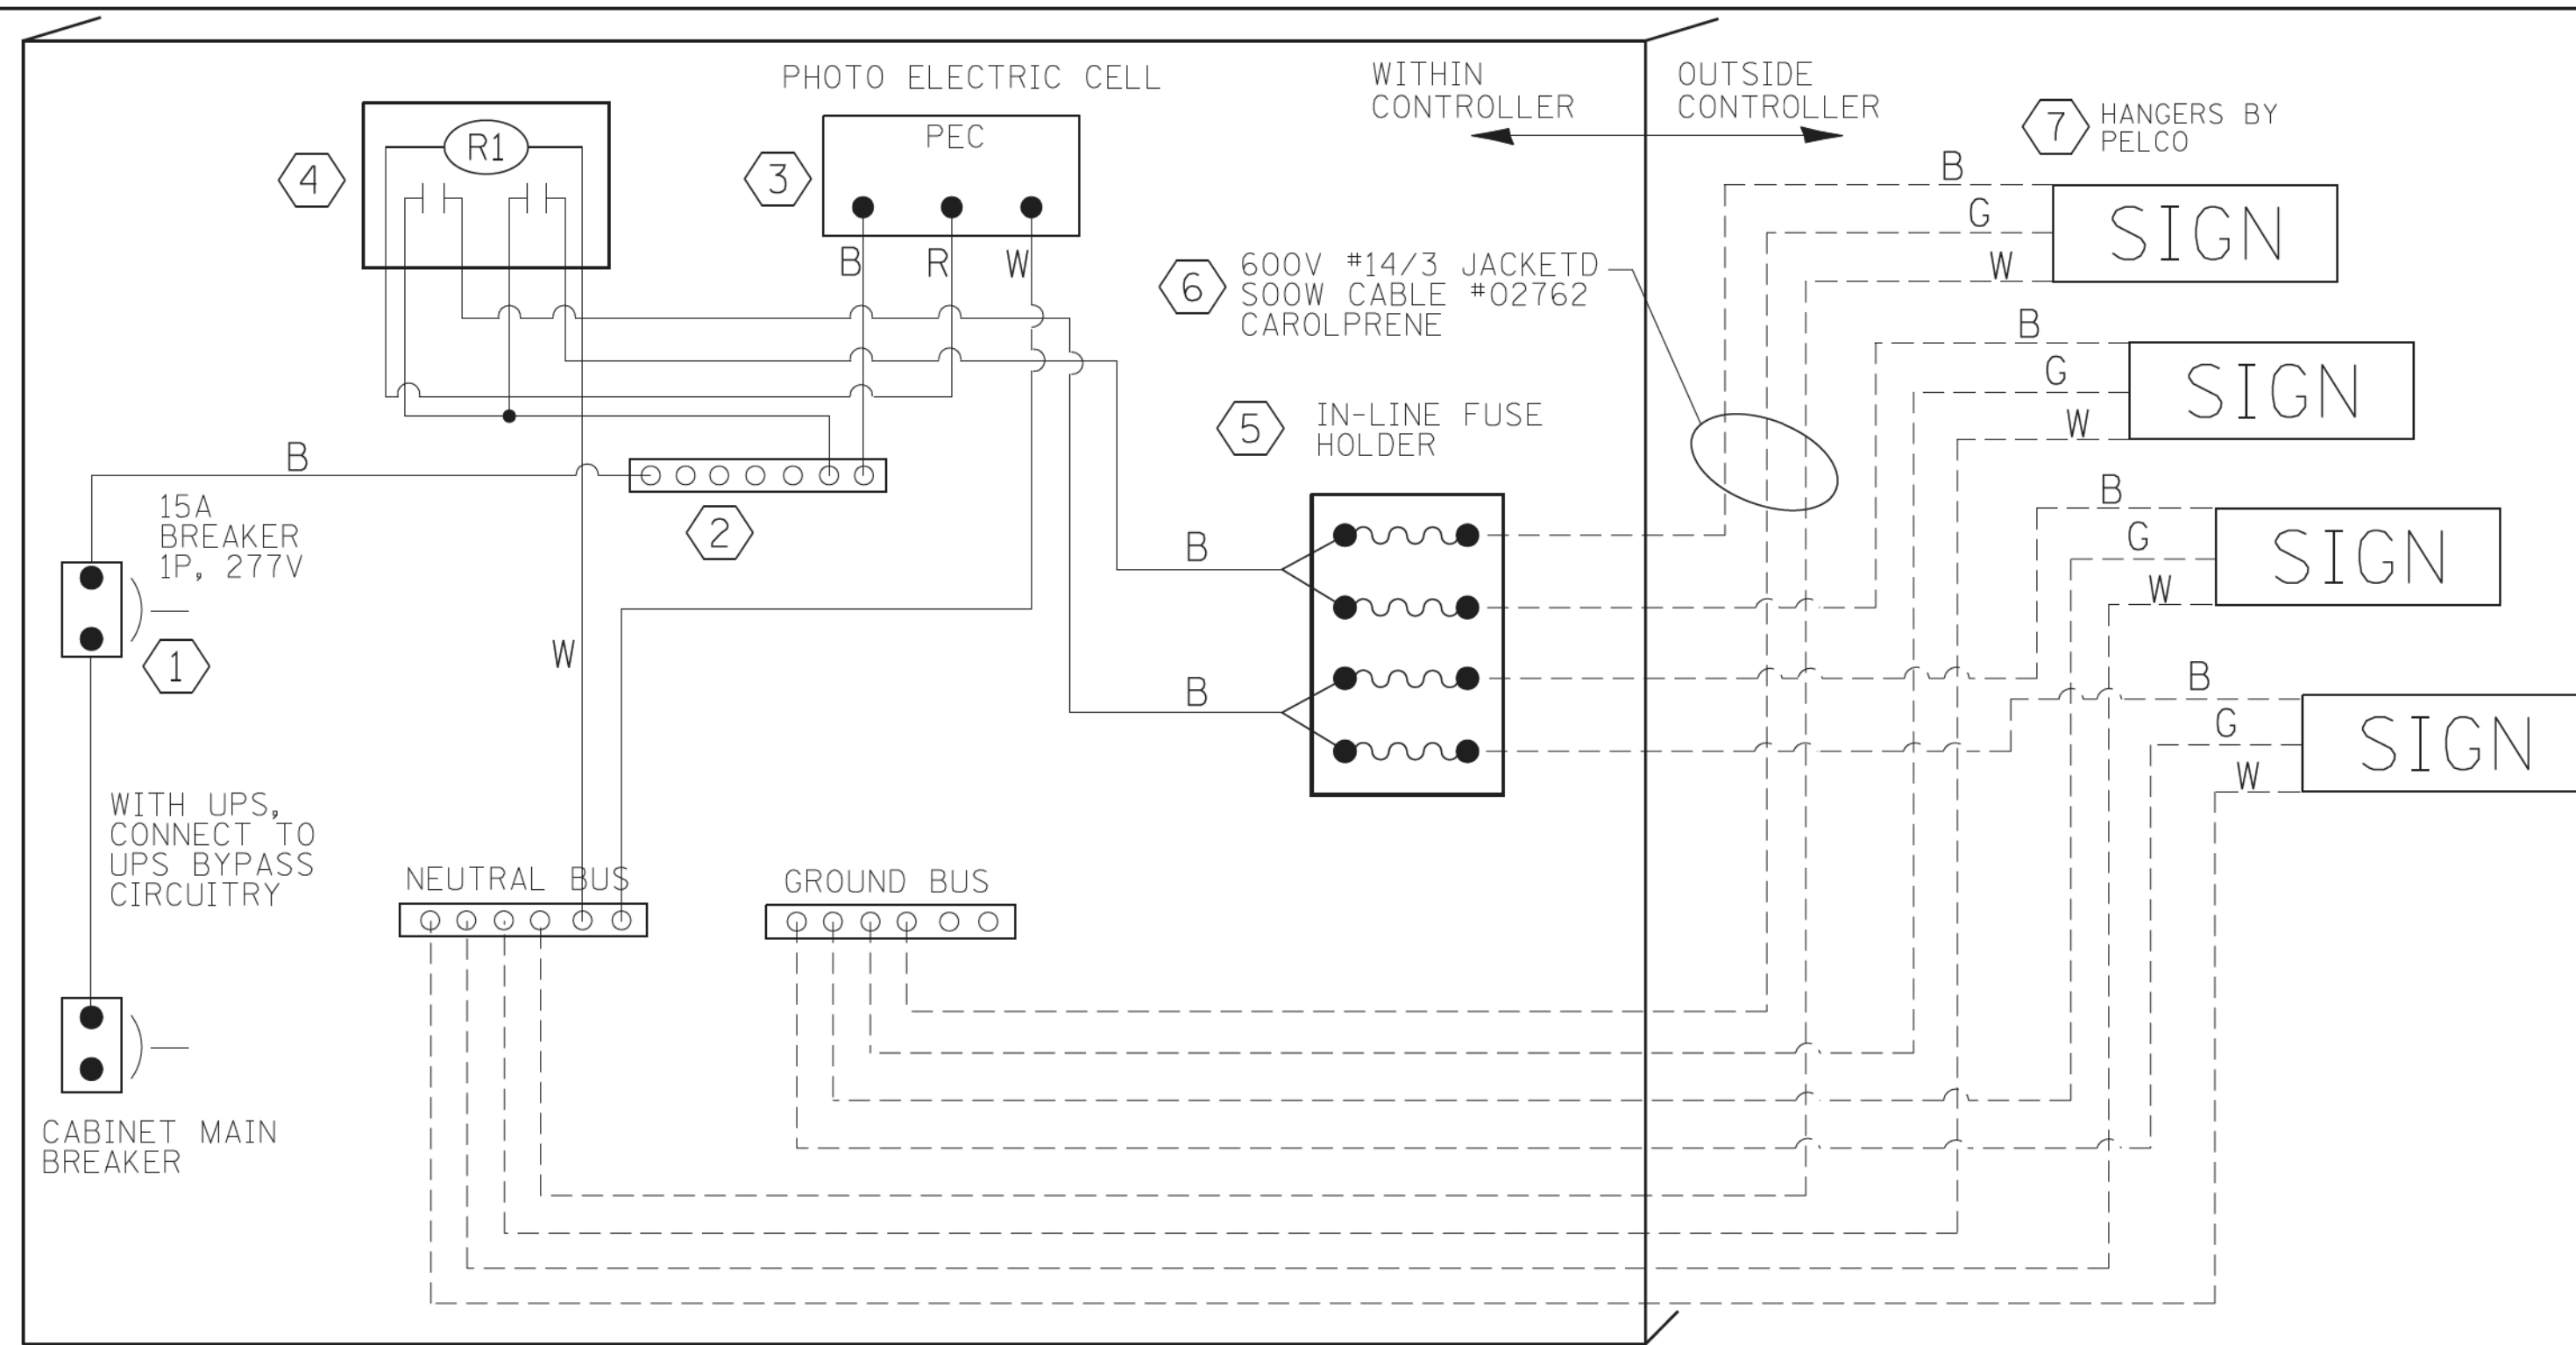 PHOTO ELECTRIC CELL
WITHIN
CONTROLLER
OUTSIDE
CONTROLLER
7
HANGERS BY
PELCO
R1
4
PEC
3
B
R
W
6
600V #14/3 JACKETD
SOOW CABLE #02762
CAROLPRENE
B
G
W
SIGN
B
G
W
SIGN
5
IN-LINE FUSE
HOLDER
B
15A
BREAKER
1P, 277V
2
B
G
W
SIGN
B
1
W
B
B
G
W
SIGN
WITH UPS,
CONNECT TO
UPS BYPASS
CIRCUITRY
NEUTRAL BUS
GROUND BUS
CABINET MAIN
BREAKER